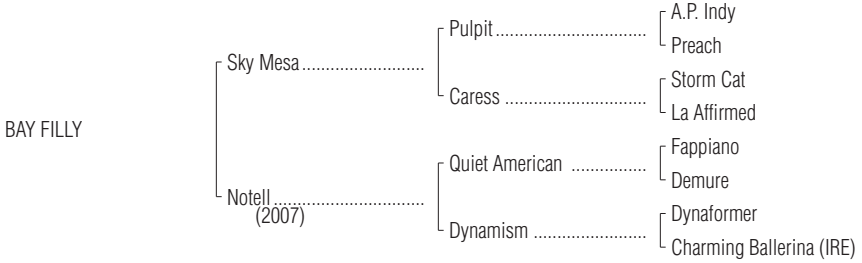 A.P. Indy
Pulpit
Preach
Sky Mesa
Storm Cat
Caress
La Affirmed
BAY FILLY
Fappiano
Quiet American
Demure
Notell
(2007)
Dynaformer
Dynamism
Charming Ballerina (IRE)